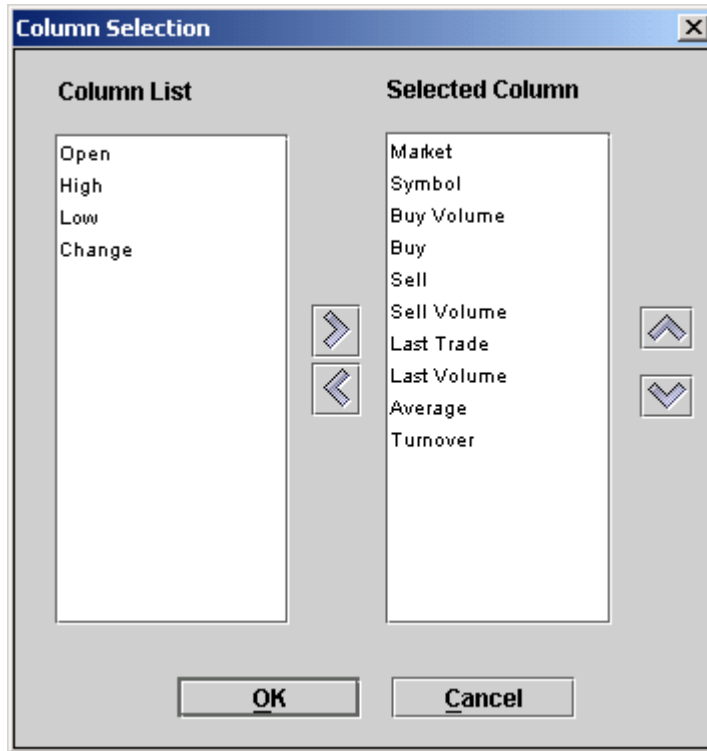 Column Selection
Column List
Selected Column
Open
High
Low
Change
Market
Symbol
Buy Volume
Buy
Sell
Sell Volume
Last Trade
Last Volume
Average
Turnover
OK
Cancel